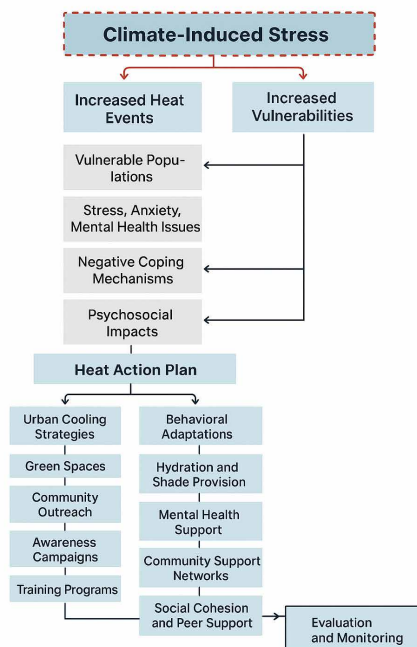 Climate-Induced Stress
Increased Heat
Events
Increased
Vulnerabilities
Vulnerable Popu-
lations
Stress, Anxiety,
Mental Health Issues
Negative Coping
Mechanisms
Psychosocial
Impacts
Heat Action Plan
Urban Cooling
Strategies
Green Spaces
Community
Outreach
Awareness
Campaigns
Training Programs
Behavioral
Adaptations
Hydration and
Shade Provision
Mental Health
Support
Community Support
Networks
Social Cohesion
and Peer Support
Evaluation
and Monitoring